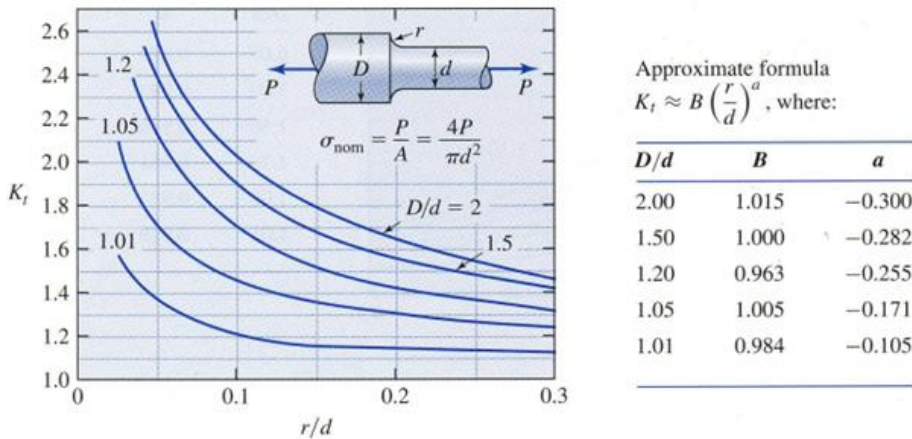 2.6
2.4
2.2
2.0
1.8
1.6
1.4
1.2
1.0
K_t
0
0.1
0.2
0.3
r/d
1.2
1.05
1.01
D/d = 2
1.5
r
D
d
P
P
σ_nom = P/A = 4P/πd²
Approximate formula
K_t ≈ B (r/d)^a, where:
D/d B a
2.00 1.015 −0.300
1.50 1.000 −0.282
1.20 0.963 −0.255
1.05 1.005 −0.171
1.01 0.984 −0.105